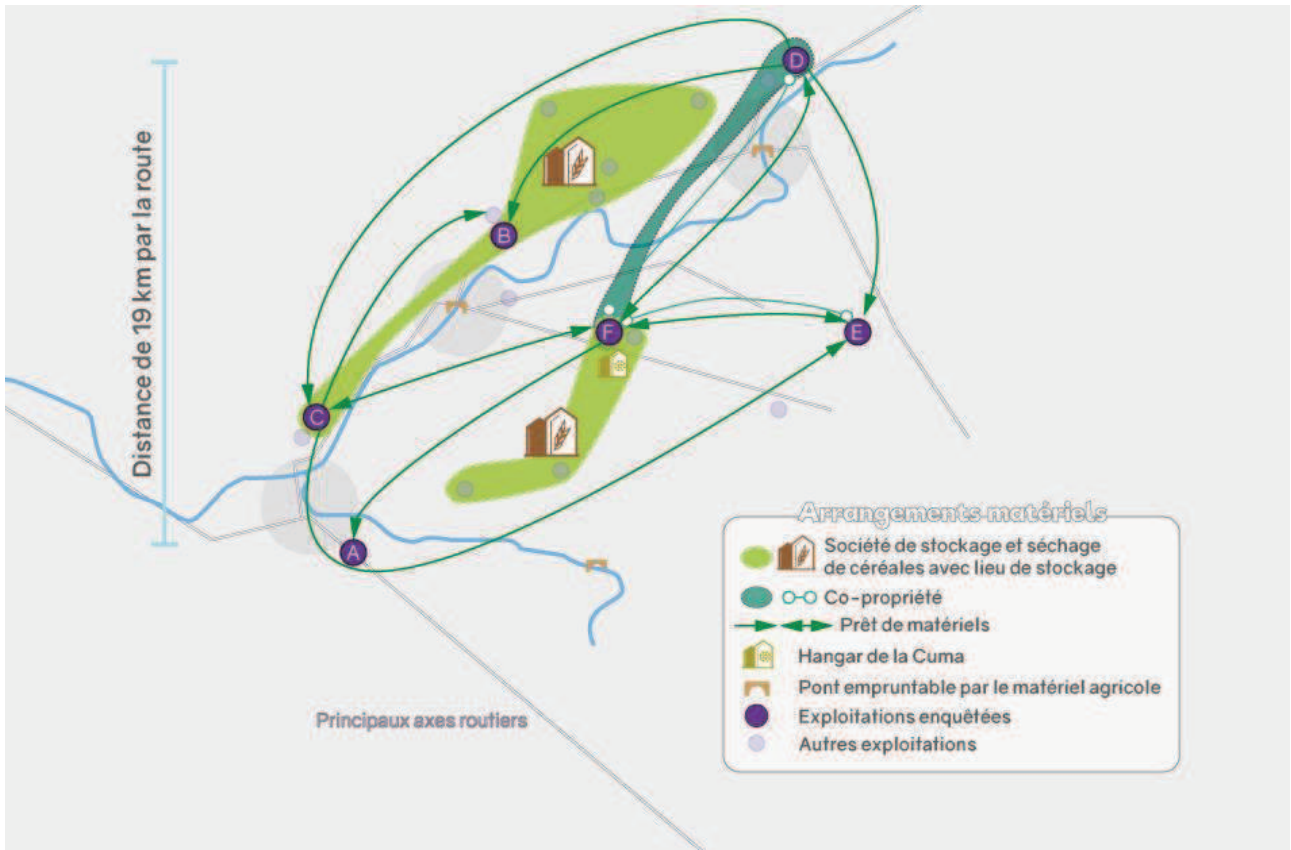 Distance de 19 km par la route
D
B
F
E
C
A
Principaux axes routiers
Arrangements matériels
Société de stockage et séchage
de céréales avec lieu de stockage
Co-propriété
Prêt de matériels
Hangar de la Cuma
Pont empruntable par le matériel agricole
Exploitations enquêtées
Autres exploitations